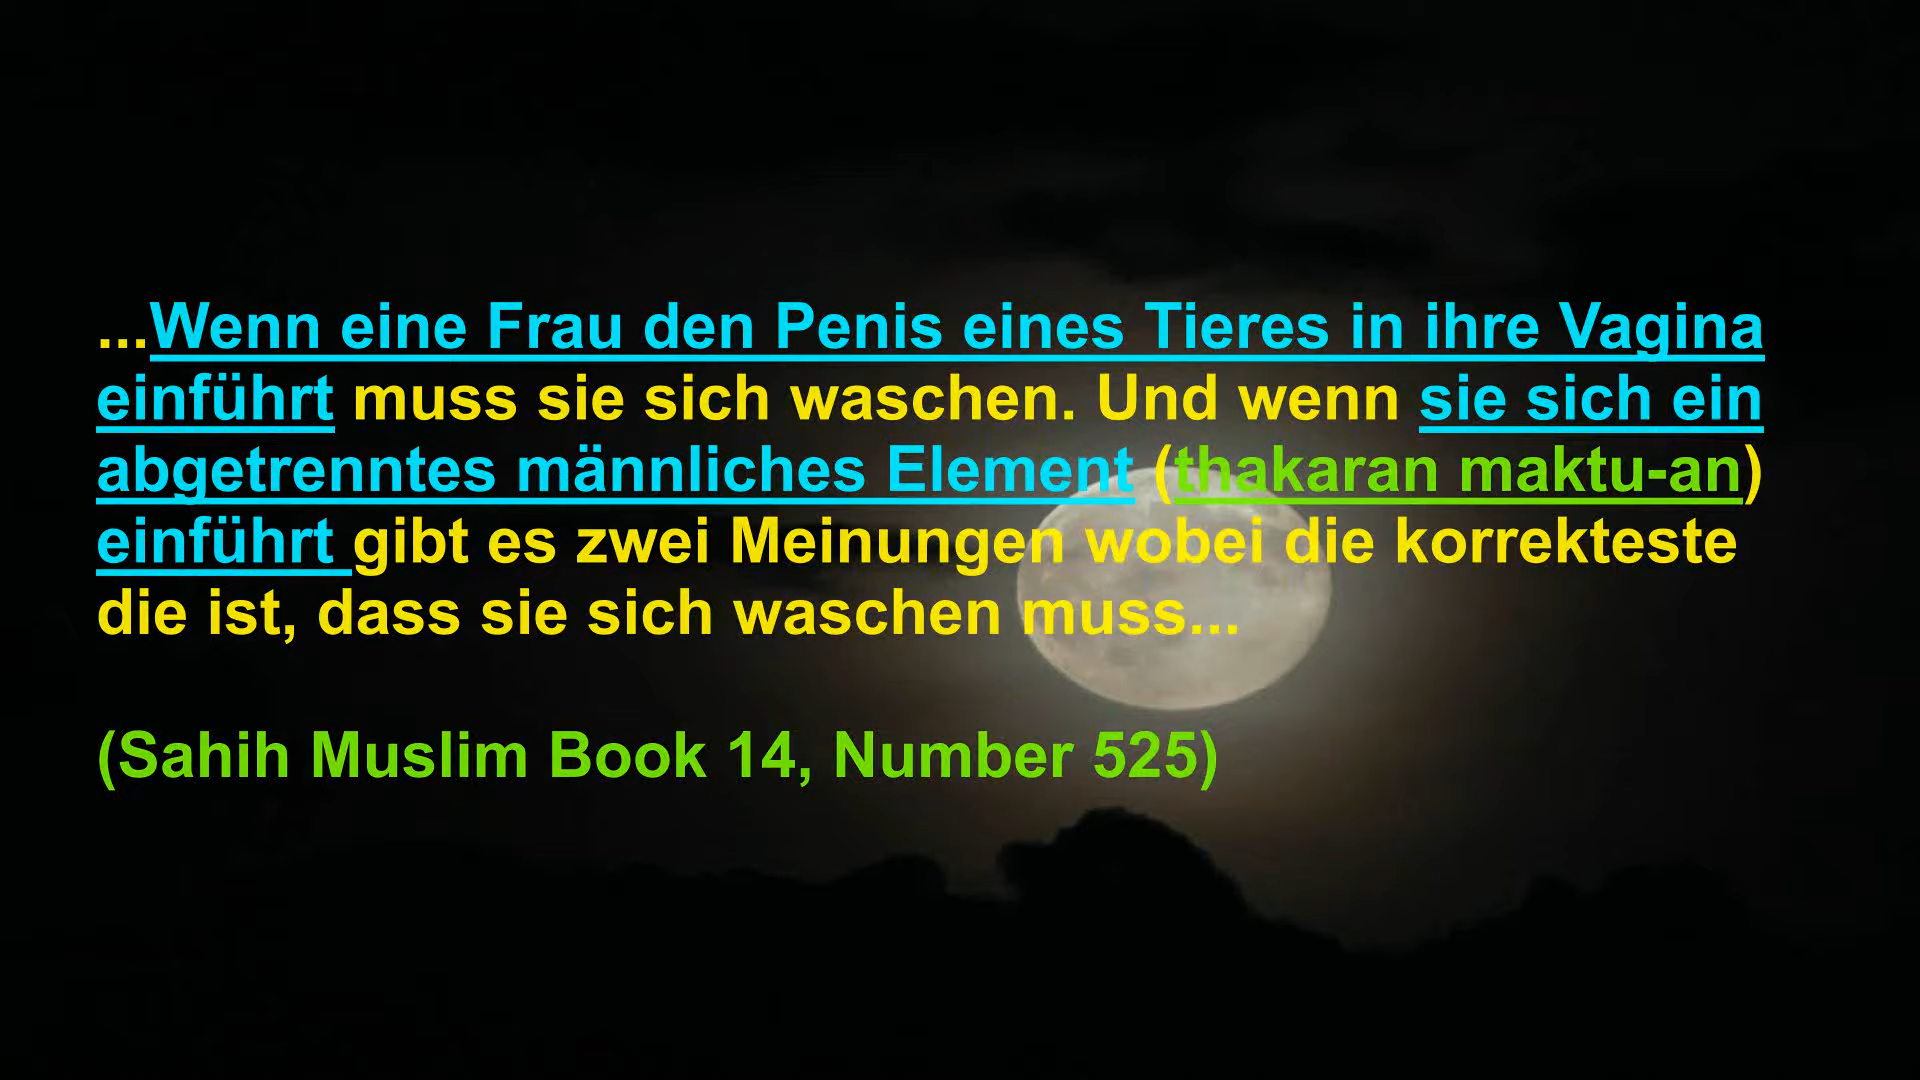 ...Wenn eine Frau den Penis eines Tieres in ihre Vagina
einführt muss sie sich waschen. Und wenn sie sich ein
abgetrenntes männliches Element (thakaran maktu-an)
einführt gibt es zwei Meinungen wobei die korrekteste
die ist, dass sie sich waschen muss...
(Sahih Muslim Book 14, Number 525)